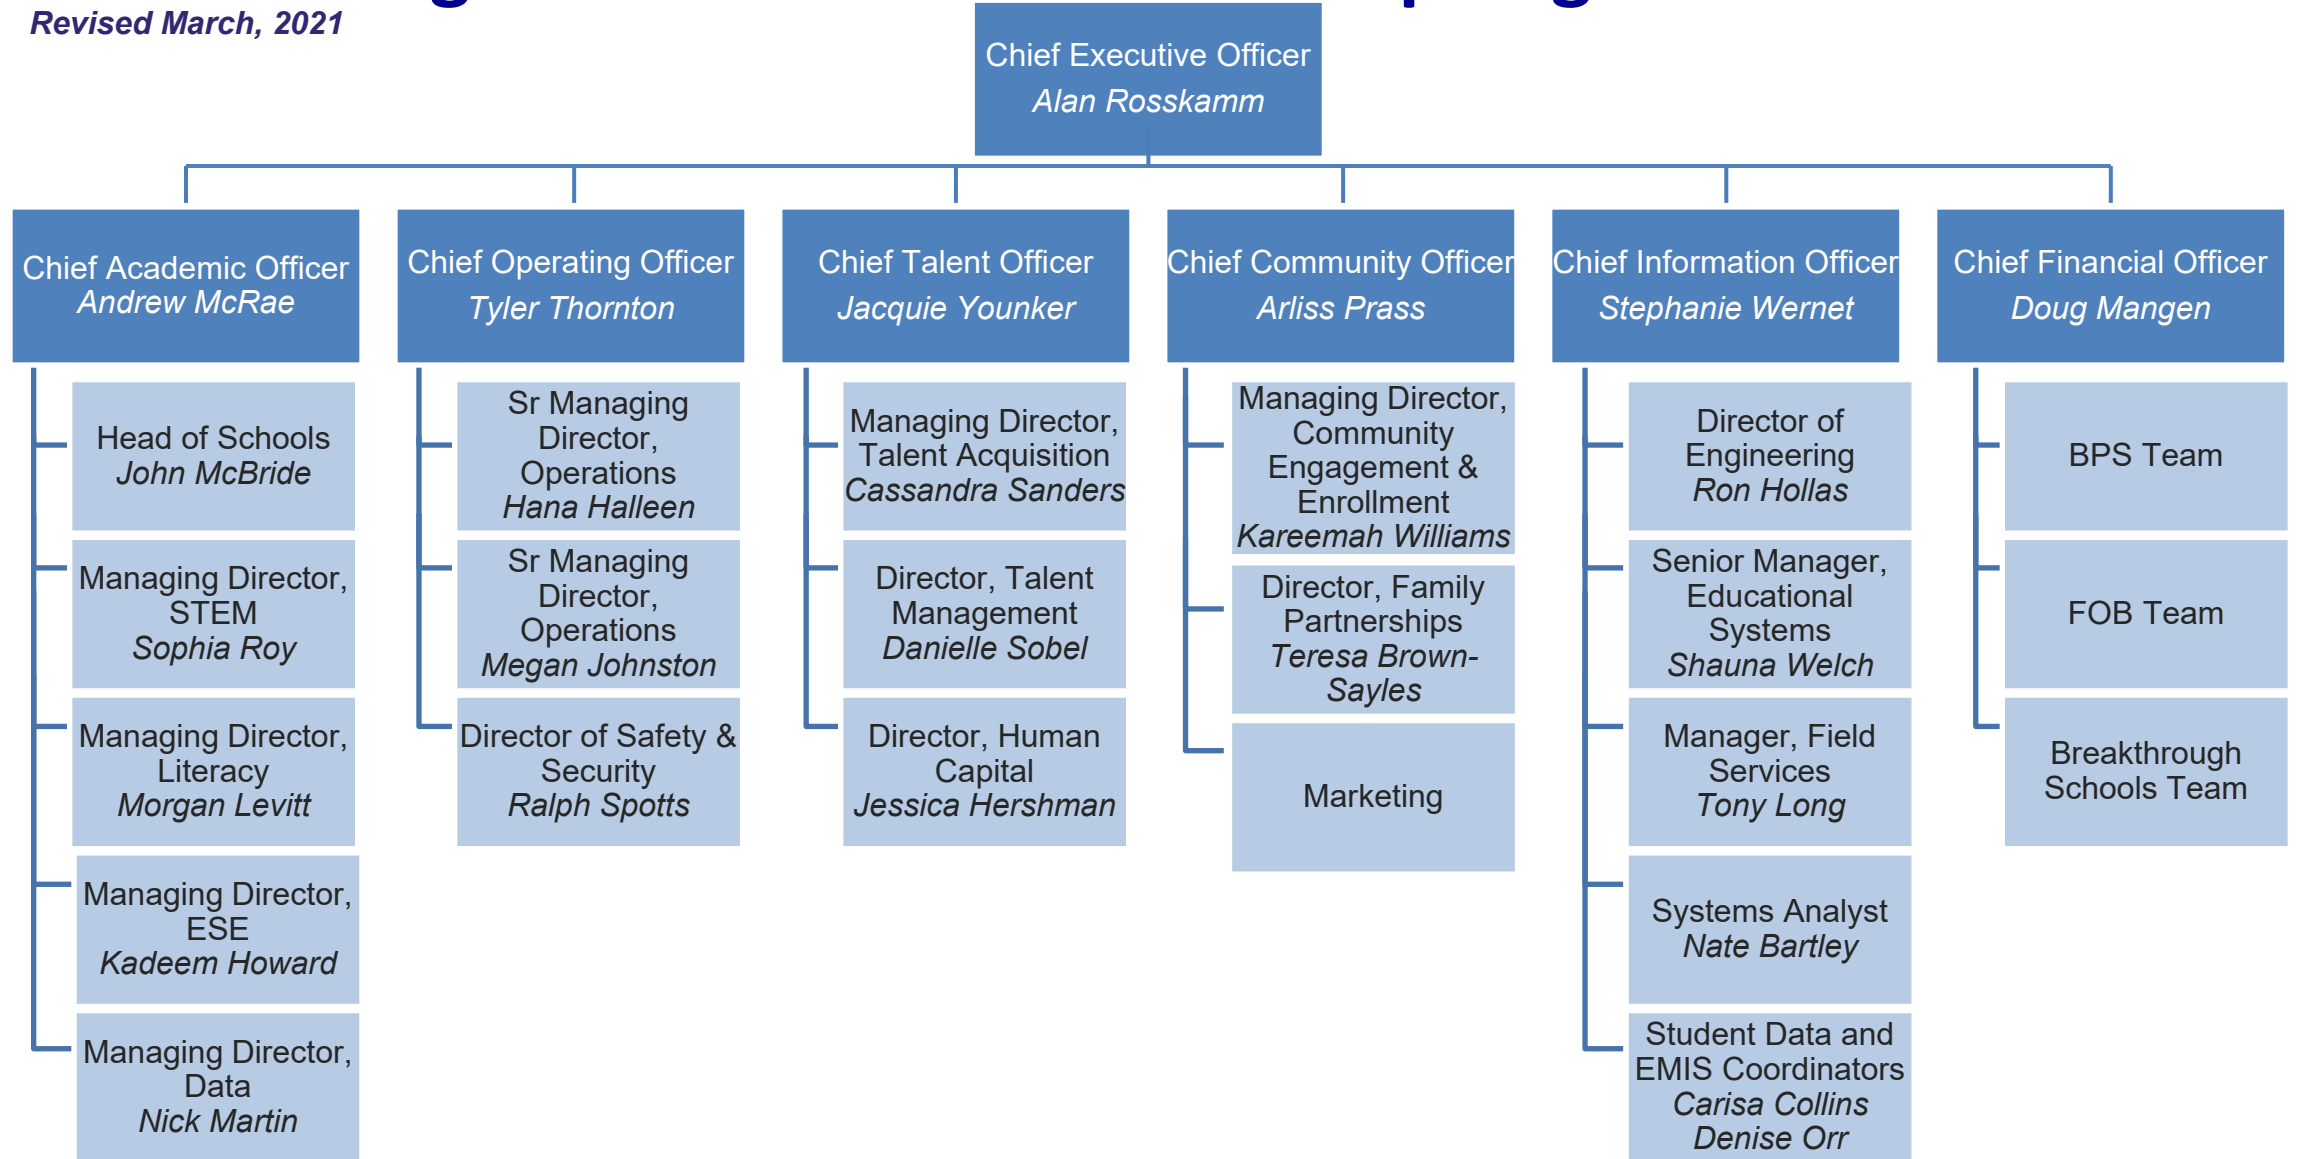 Revised March, 2021
Chief Executive Officer
Alan Rosskamm
Chief Academic Officer
Andrew McRae
Head of Schools
John McBride
Managing Director,
STEM
Sophia Roy
Managing Director,
Literacy
Morgan Levitt
Managing Director,
ESE
Kadeem Howard
Managing Director,
Data
Nick Martin
Chief Operating Officer
Tyler Thornton
Sr Managing
Director,
Operations
Hana Halleen
Sr Managing
Director,
Operations
Megan Johnston
Director of Safety &
Security
Ralph Spotts
Chief Talent Officer
Jacquie Younker
Managing Director,
Talent Acquisition
Cassandra Sanders
Director, Talent
Management
Danielle Sobel
Director, Human
Capital
Jessica Hershman
Chief Community Officer
Arliss Prass
Managing Director,
Community
Engagement &
Enrollment
Kareemah Williams
Director, Family
Partnerships
Teresa Brown-
Sayles
Marketing
Chief Information Officer
Stephanie Wernet
Director of
Engineering
Ron Hollas
Senior Manager,
Educational
Systems
Shauna Welch
Manager, Field
Services
Tony Long
Systems Analyst
Nate Bartley
Student Data and
EMIS Coordinators
Carisa Collins
Denise Orr
Chief Financial Officer
Doug Mangen
BPS Team
FOB Team
Breakthrough
Schools Team